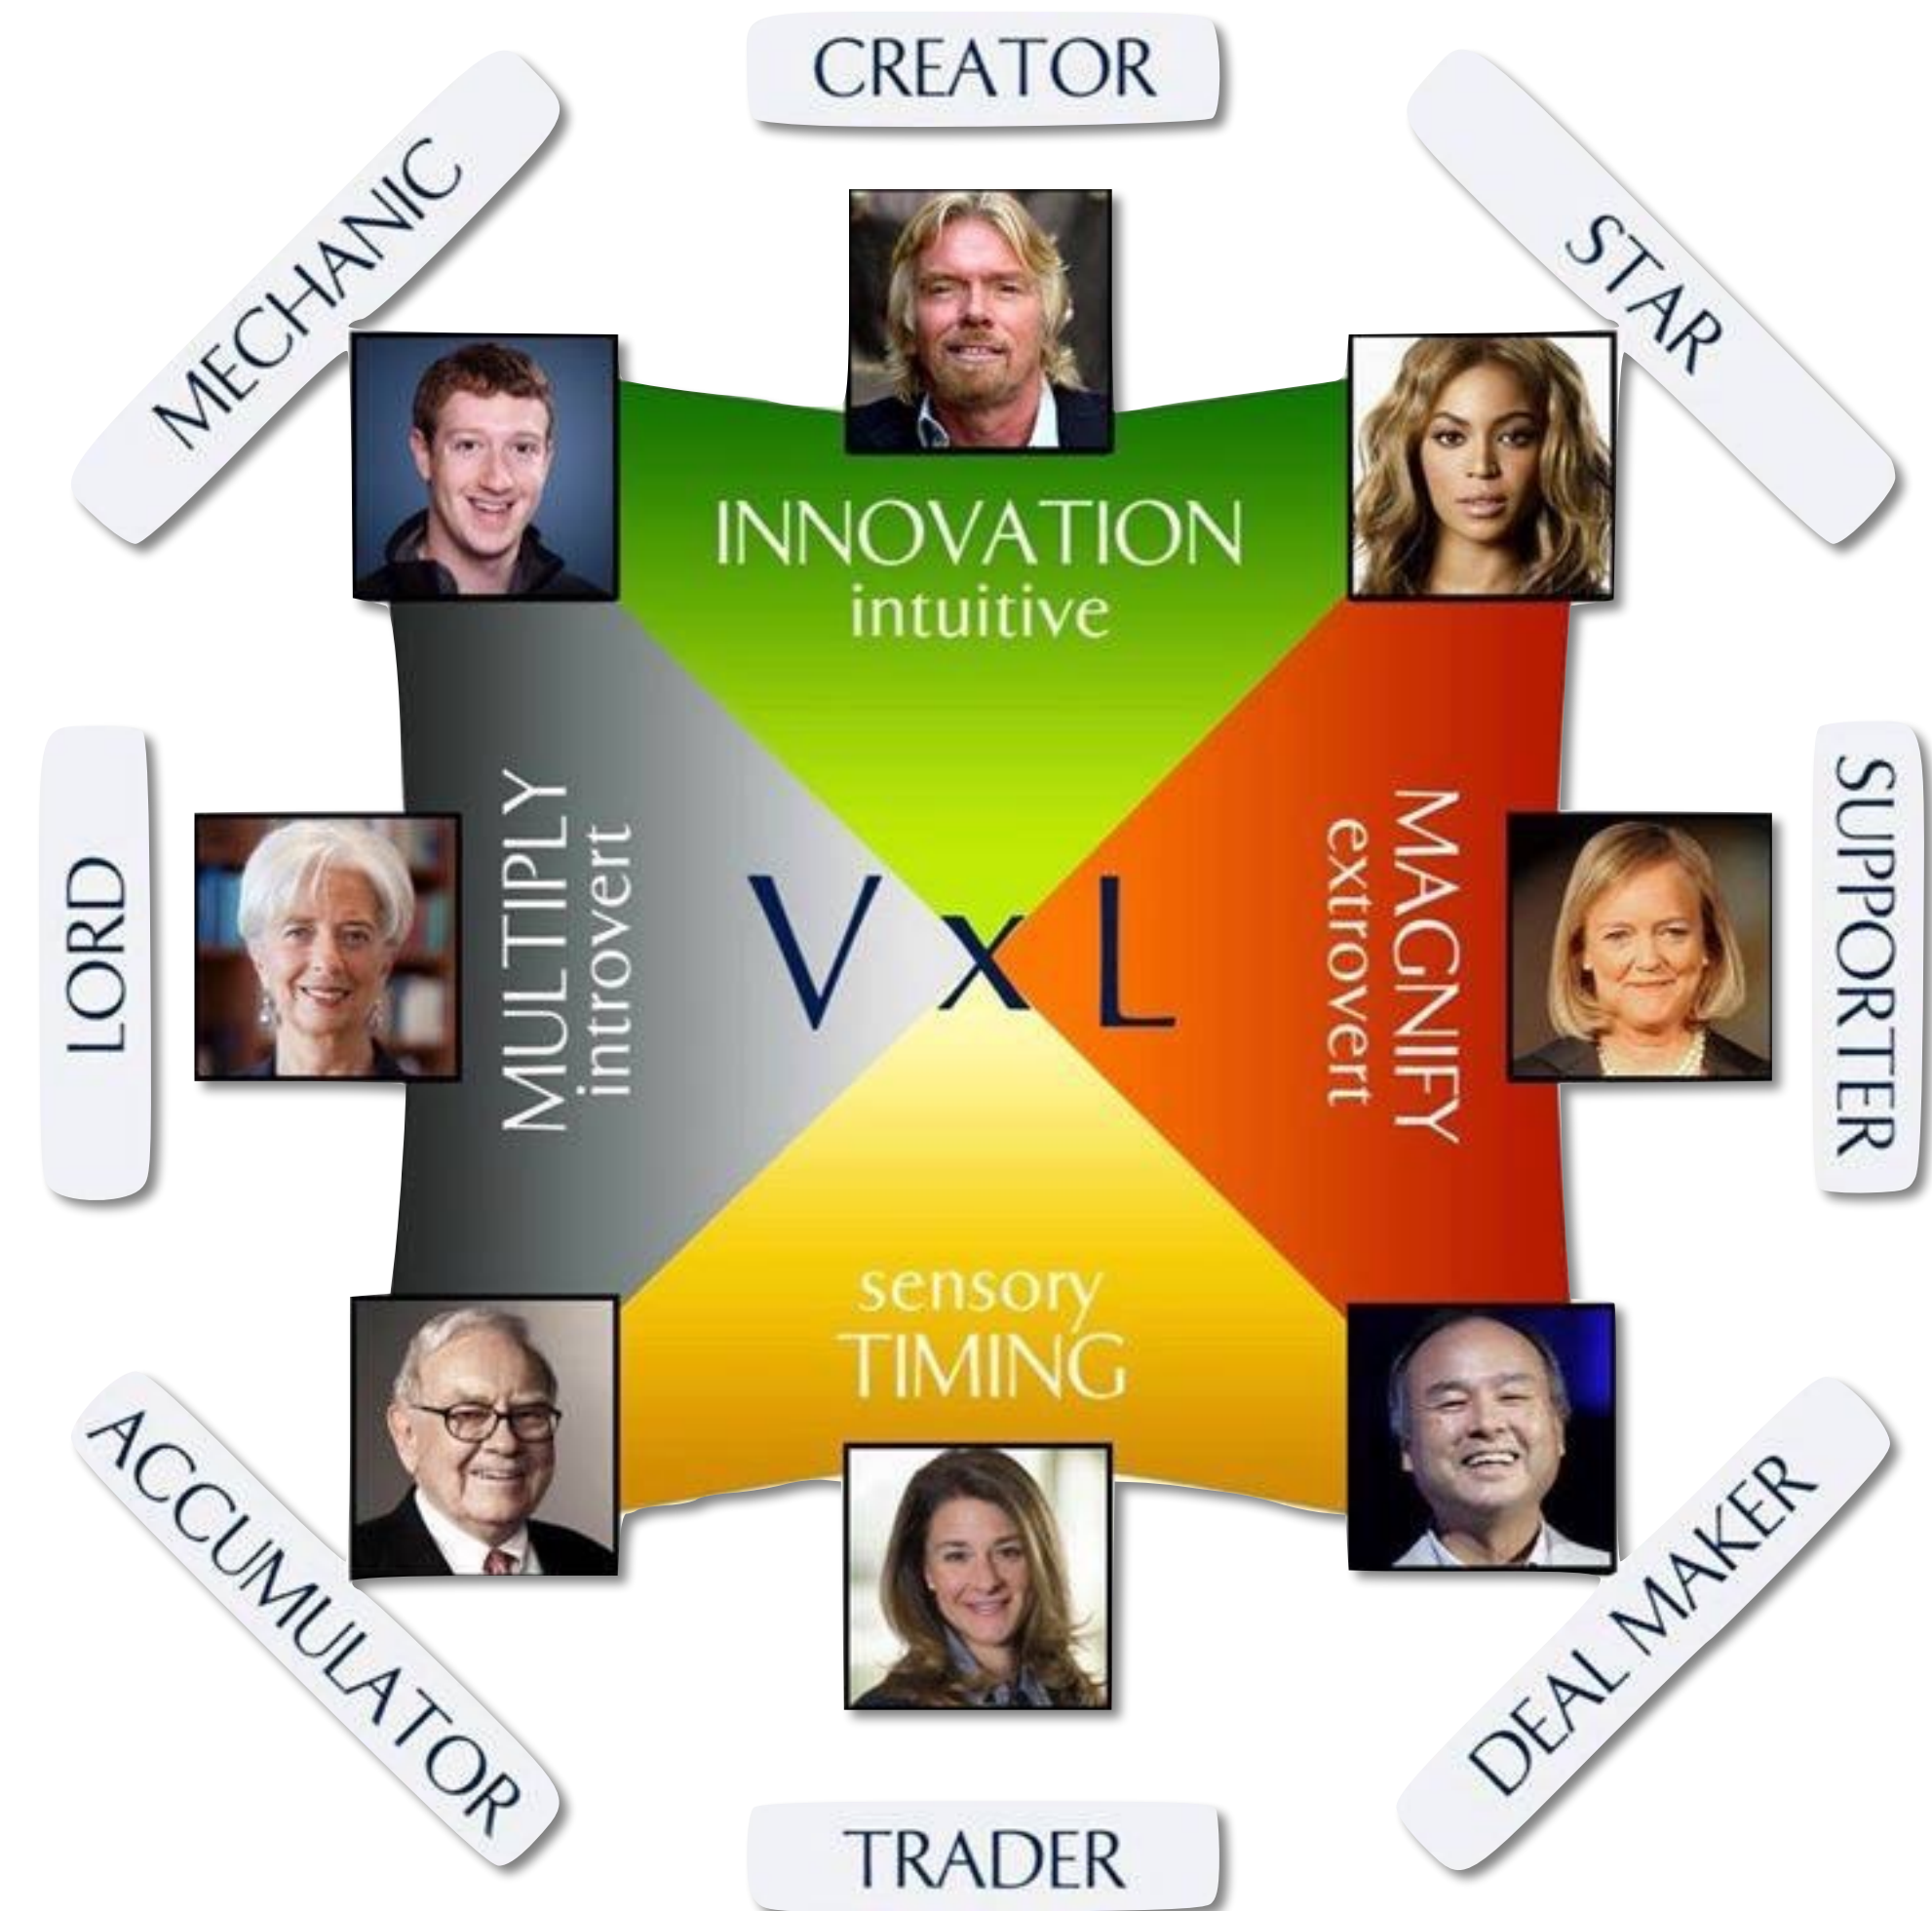 CREATOR
MECHANIC
STAR
INNOVATION
intuitive
LORD
MULTIPLY
introvert
V x L
MAGNIFY
extrovert
SUPPORTER
sensory
TIMING
ACCUMULATOR
DEAL MAKER
TRADER